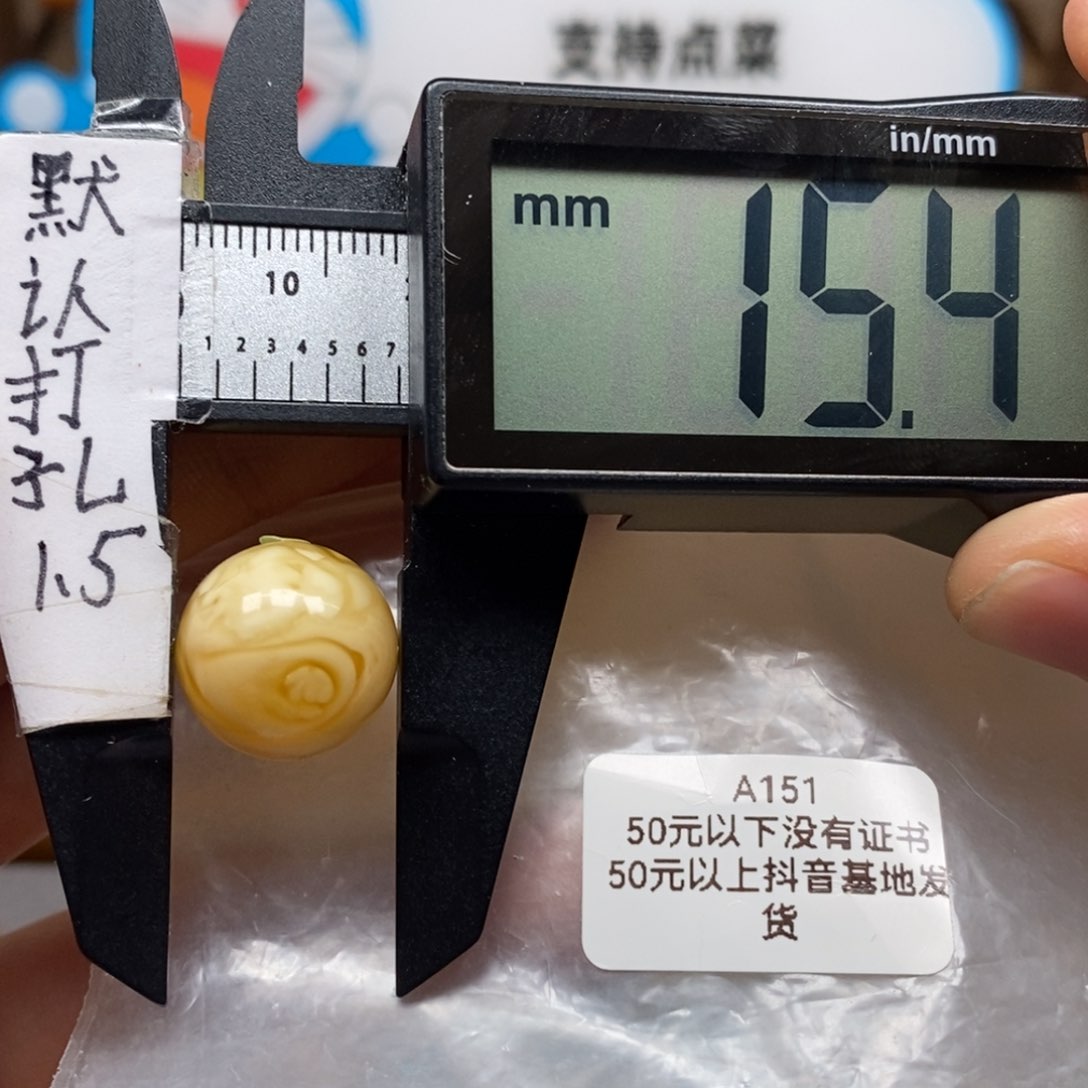 支持点菜
in/mm
mm
15.4
10
1 2 3 4 5 6 7
默
认
打
孔
1.5
A151
50元以下没有证书
50元以上抖音基地发
货